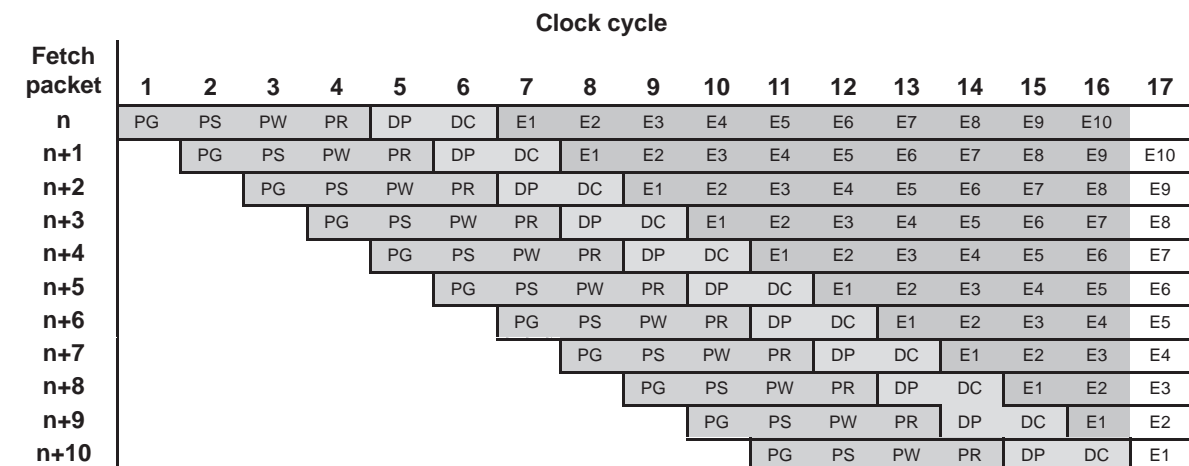 Clock cycle
Fetch
packet 1 2 3 4 5 6 7 8 9 10 11 12 13 14 15 16 17
n PG PS PW PR DP DC E1 E2 E3 E4 E5 E6 E7 E8 E9 E10
n+1 PG PS PW PR DP DC E1 E2 E3 E4 E5 E6 E7 E8 E9 E10
n+2 PG PS PW PR DP DC E1 E2 E3 E4 E5 E6 E7 E8 E9
n+3 PG PS PW PR DP DC E1 E2 E3 E4 E5 E6 E7 E8
n+4 PG PS PW PR DP DC E1 E2 E3 E4 E5 E6 E7
n+5 PG PS PW PR DP DC E1 E2 E3 E4 E5 E6
n+6 PG PS PW PR DP DC E1 E2 E3 E4 E5
n+7 PG PS PW PR DP DC E1 E2 E3 E4
n+8 PG PS PW PR DP DC E1 E2 E3
n+9 PG PS PW PR DP DC E1 E2
n+10 PG PS PW PR DP DC E1